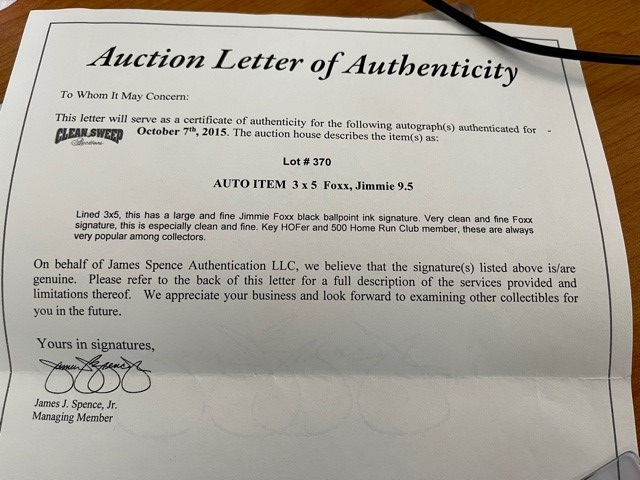 Auction Letter of Authenticity
To Whom It May Concern:
This letter will serve as a certificate of authenticity for the following autograph(s) authenticated for -
CLEAN SWEEP Auctions October 7th, 2015. The auction house describes the item(s) as:
Lot # 370
AUTO ITEM 3 x 5 Foxx, Jimmie 9.5
Lined 3x5, this has a large and fine Jimmie Foxx black ballpoint ink signature. Very clean and fine Foxx
signature, this is especially clean and fine. Key HOFer and 500 Home Run Club member, these are always
very popular among collectors.
On behalf of James Spence Authentication LLC, we believe that the signature(s) listed above is/are
genuine. Please refer to the back of this letter for a full description of the services provided and
limitations thereof. We appreciate your business and look forward to examining other collectibles for
you in the future.
Yours in signatures,
James Spence Jr
James J. Spence, Jr.
Managing Member